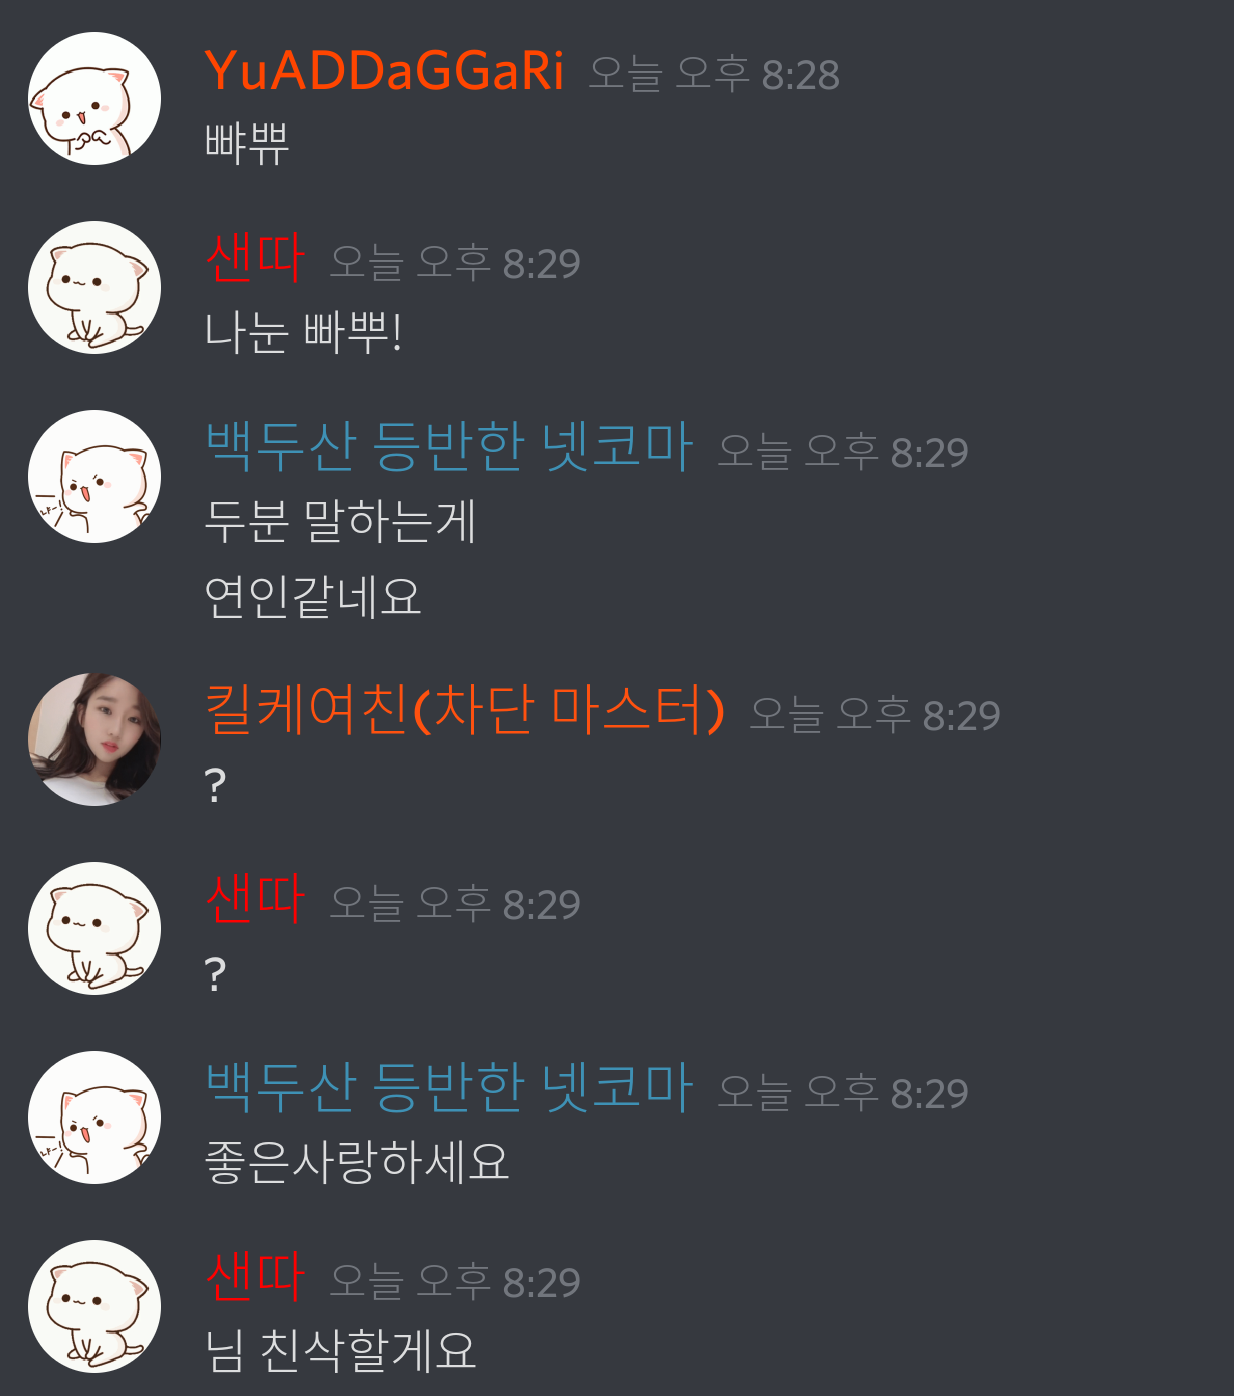 YuADDaGGaRi 오늘 오후 8:28
뺘쀼
샌따 오늘 오후 8:29
나눈 빠뿌!
백두산 등반한 넷코마 오늘 오후 8:29
두분 말하는게
연인같네요
킬케여친(차단 마스터) 오늘 오후 8:29
?
샌따 오늘 오후 8:29
?
백두산 등반한 넷코마 오늘 오후 8:29
좋은사랑하세요
샌따 오늘 오후 8:29
님 친삭할게요